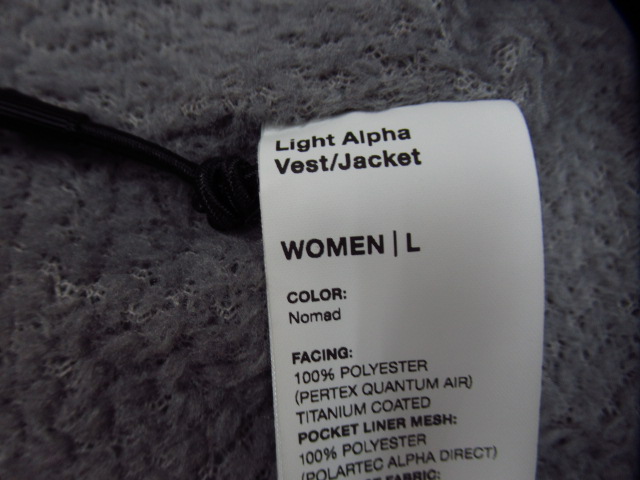 Light Alpha
Vest/Jacket
WOMEN | L
COLOR:
Nomad
FACING:
100% POLYESTER
(PERTEX QUANTUM AIR)
TITANIUM COATED
POCKET LINER MESH:
100% POLYESTER
(POLARTEC ALPHA DIRECT)
FABRIC: